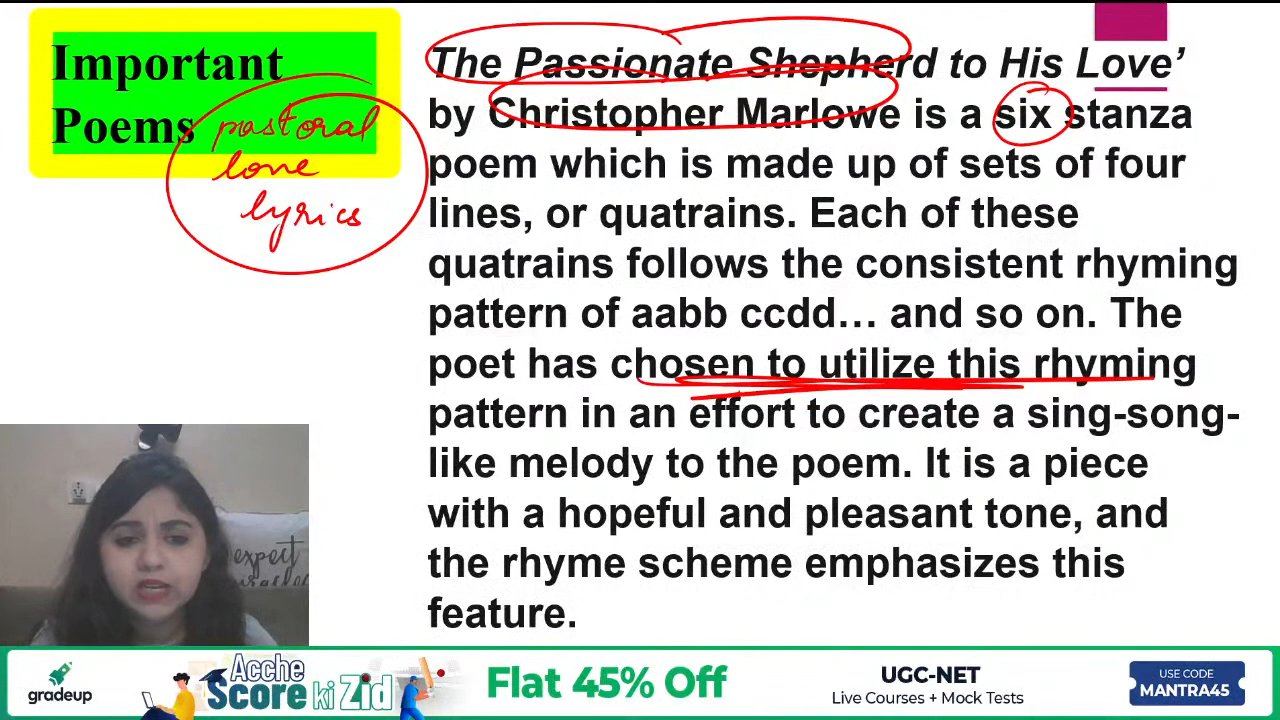 Important
Poems
pastoral
love
lyrics
The Passionate Shepherd to His Love’
by Christopher Marlowe is a six stanza
poem which is made up of sets of four
lines, or quatrains. Each of these
quatrains follows the consistent rhyming
pattern of aabb ccdd… and so on. The
poet has chosen to utilize this rhyming
pattern in an effort to create a sing-song-
like melody to the poem. It is a piece
with a hopeful and pleasant tone, and
the rhyme scheme emphasizes this
feature.
expect
gradeup
Acche
Score ki Zid
Flat 45% Off
UGC-NET
Live Courses + Mock Tests
USE CODE
MANTRA45